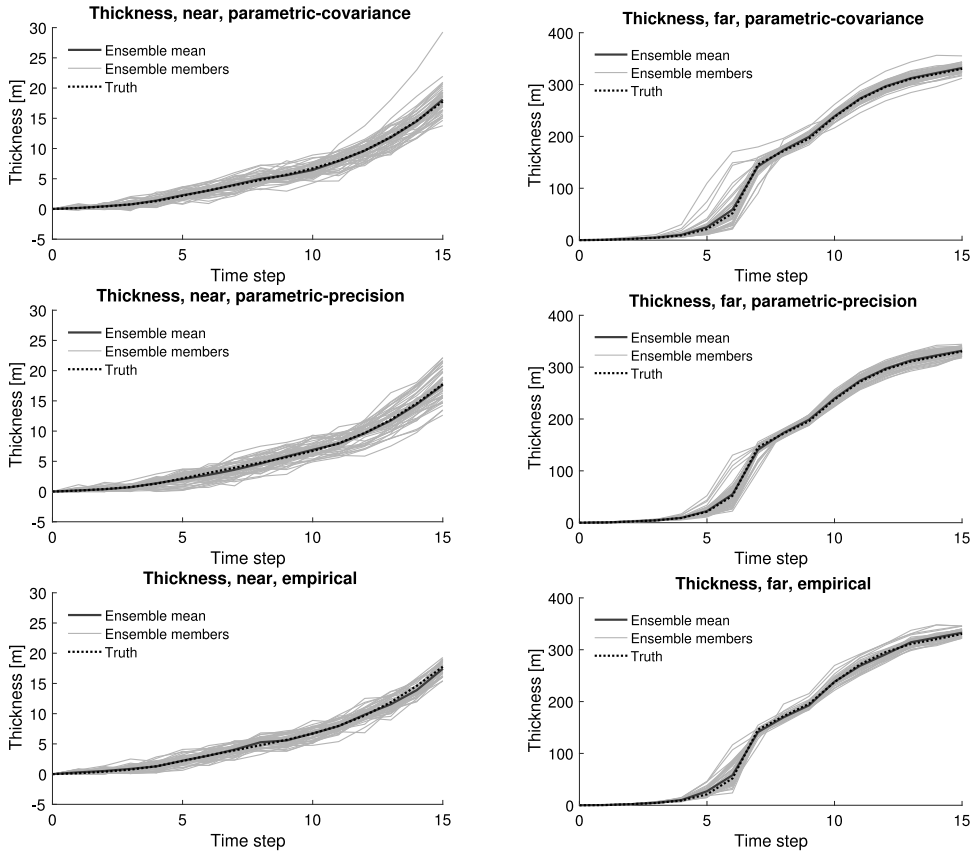 Thickness, near, parametric-covariance
Thickness [m]
30
25
20
15
10
5
0
-5
Ensemble mean
Ensemble members
Truth
0 5 10 15
Time step
Thickness, far, parametric-covariance
Thickness [m]
400
300
200
100
0
Ensemble mean
Ensemble members
Truth
0 5 10 15
Time step
Thickness, near, parametric-precision
Thickness [m]
30
25
20
15
10
5
0
-5
Ensemble mean
Ensemble members
Truth
0 5 10 15
Time step
Thickness, far, parametric-precision
Thickness [m]
400
300
200
100
0
Ensemble mean
Ensemble members
Truth
0 5 10 15
Time step
Thickness, near, empirical
Thickness [m]
30
25
20
15
10
5
0
-5
Ensemble mean
Ensemble members
Truth
0 5 10 15
Time step
Thickness, far, empirical
Thickness [m]
400
300
200
100
0
Ensemble mean
Ensemble members
Truth
0 5 10 15
Time step